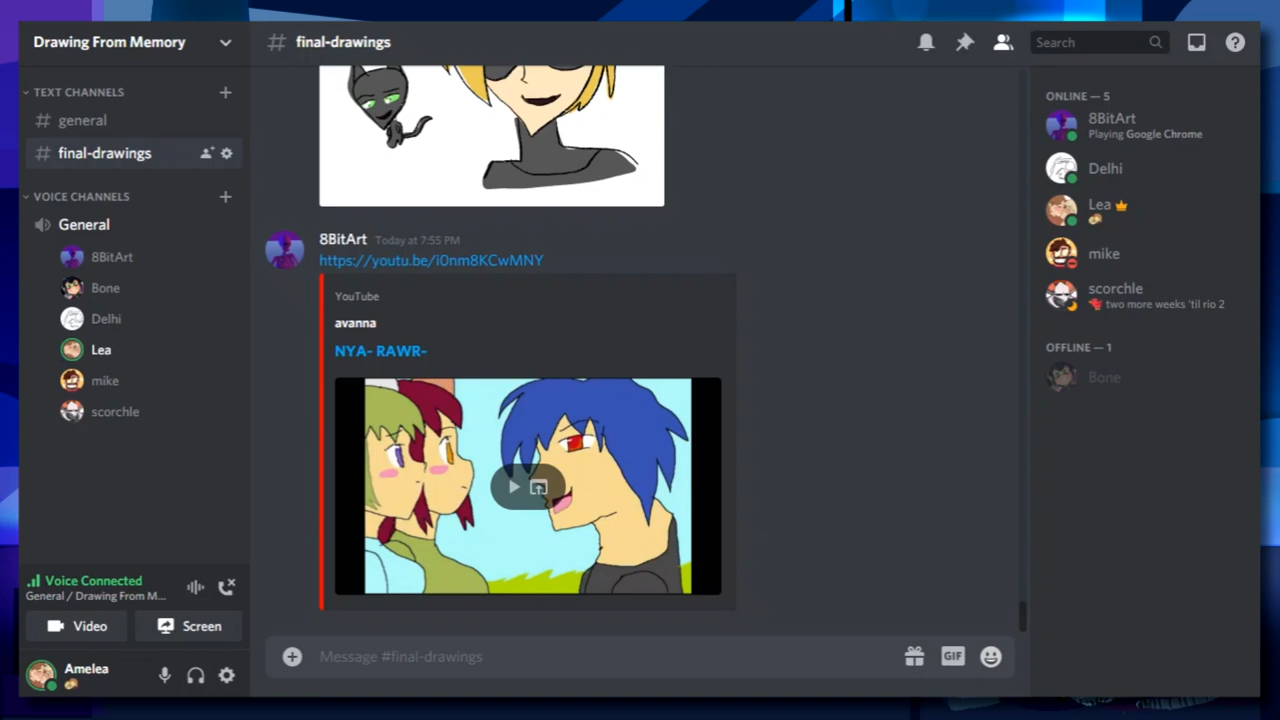 Drawing From Memory
TEXT CHANNELS
general
final-drawings
VOICE CHANNELS
General
8BitArt
Bone
Delhi
Lea
mike
scorchle
Voice Connected
General / Drawing From M...
Video
Screen
Amelea
final-drawings
Search
8BitArt Today at 7:55 PM
https://youtu.be/i0nm8KCwMNY
YouTube
avanna
NYA- RAWR-
Message #final-drawings
GIF
ONLINE — 5
8BitArt
Playing Google Chrome
Delhi
Lea
mike
scorchle
two more weeks 'til rio 2
OFFLINE — 1
Bone